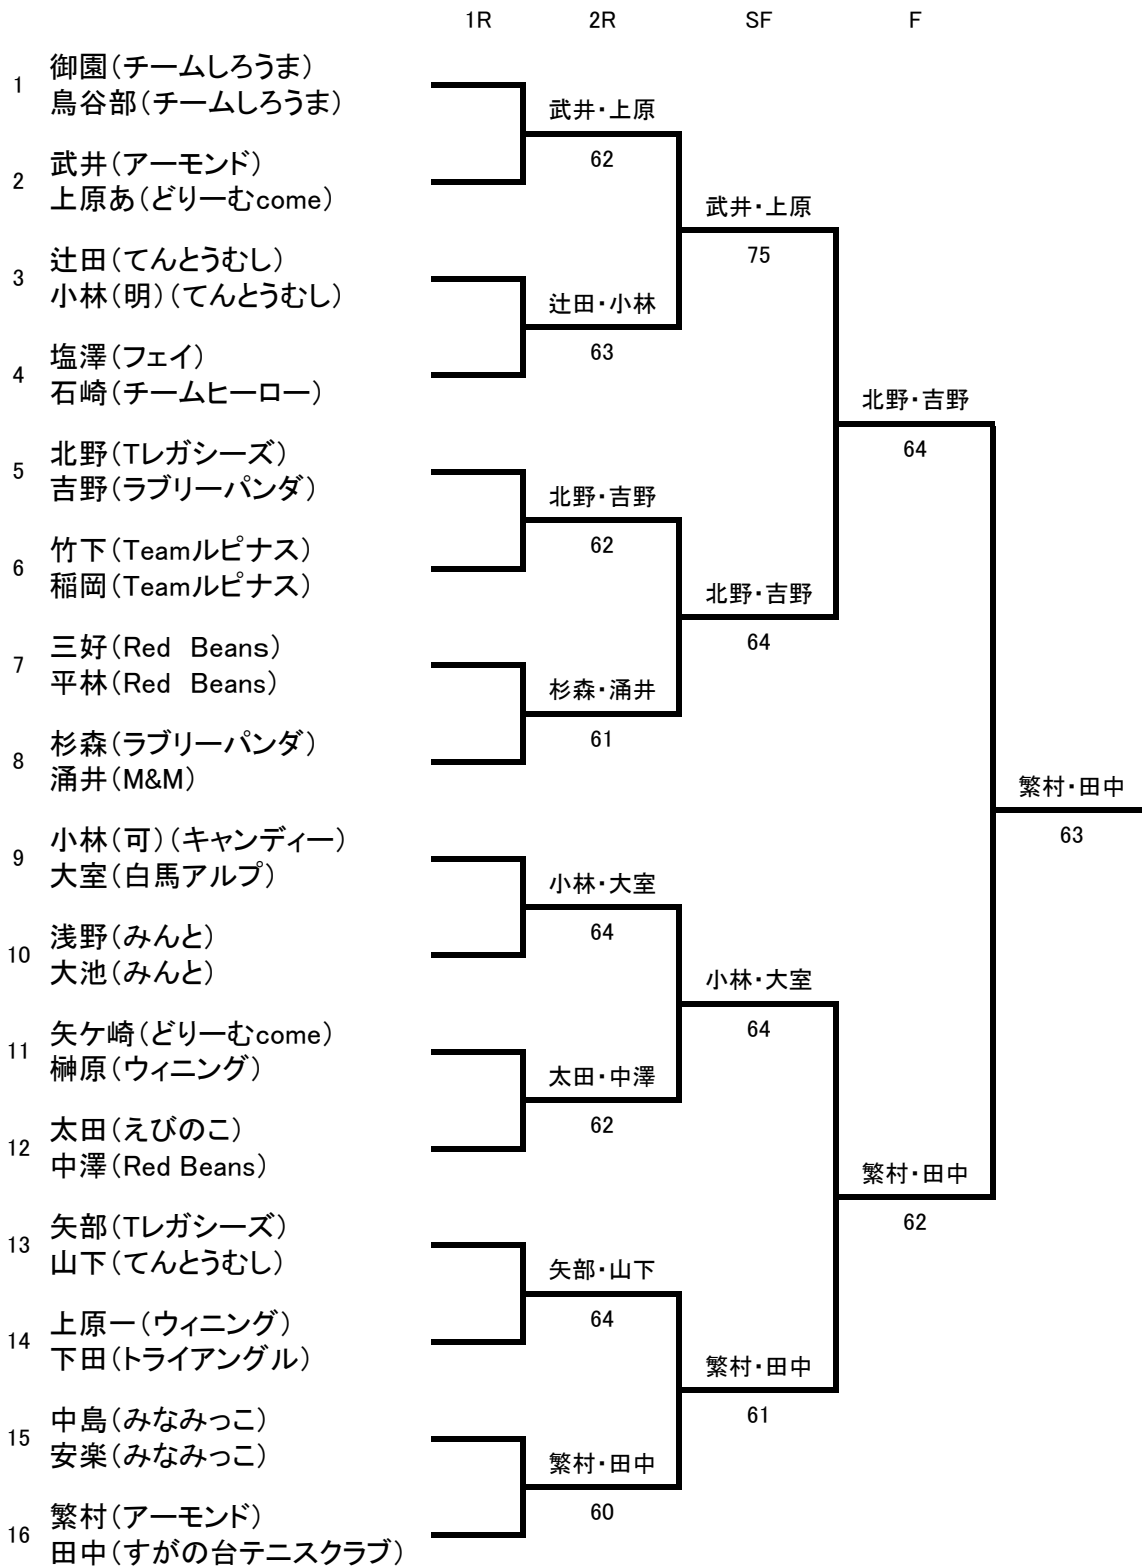 1R 2R SF F
1
御園(チームしろうま)
鳥谷部(チームしろうま)
2
武井(アーモンド)
上原あ(どりーむcome)
3
辻田(てんとうむし)
小林(明)(てんとうむし)
4
塩澤(フェイ)
石崎(チームヒーロー)
5
北野(Tレガシーズ)
吉野(ラブリーパンダ)
6
竹下(Teamルピナス)
稲岡(Teamルピナス)
7
三好(Red Beans)
平林(Red Beans)
8
杉森(ラブリーパンダ)
涌井(M&M)
9
小林(可)(キャンディー)
大室(白馬アルプ)
10
浅野(みんと)
大池(みんと)
11
矢ケ崎(どりーむcome)
榊原(ウィニング)
12
太田(えびのこ)
中澤(Red Beans)
13
矢部(Tレガシーズ)
山下(てんとうむし)
14
上原一(ウィニング)
下田(トライアングル)
15
中島(みなみっこ)
安楽(みなみっこ)
16
繁村(アーモンド)
田中(すがの台テニスクラブ)
武井・上原
62
辻田・小林
63
北野・吉野
62
杉森・涌井
61
小林・大室
64
太田・中澤
62
矢部・山下
64
繁村・田中
60
武井・上原
75
北野・吉野
64
小林・大室
64
繁村・田中
61
北野・吉野
64
繁村・田中
62
繁村・田中
63